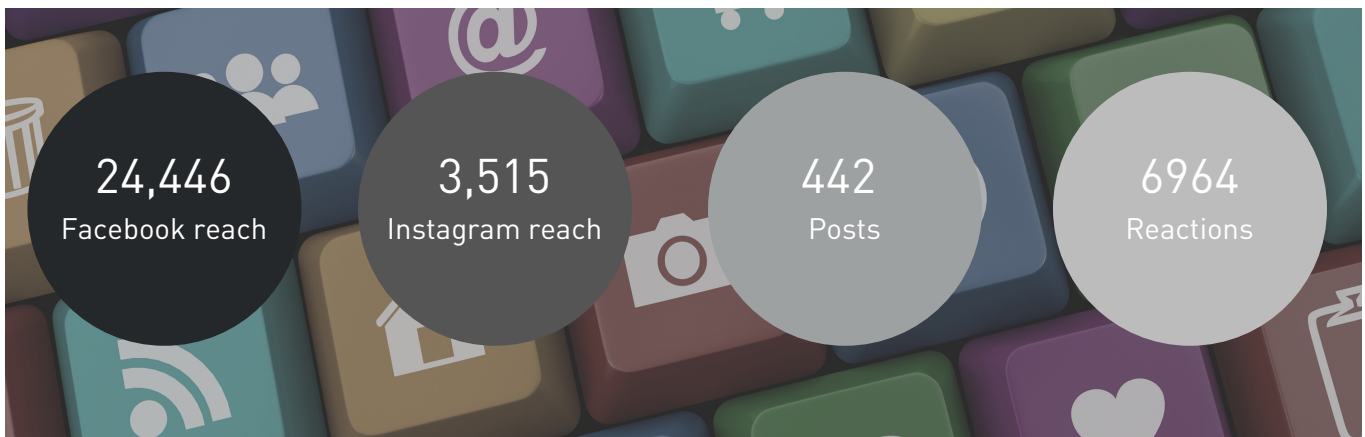 24,446
Facebook reach
3,515
Instagram reach
442
Posts
6964
Reactions
@